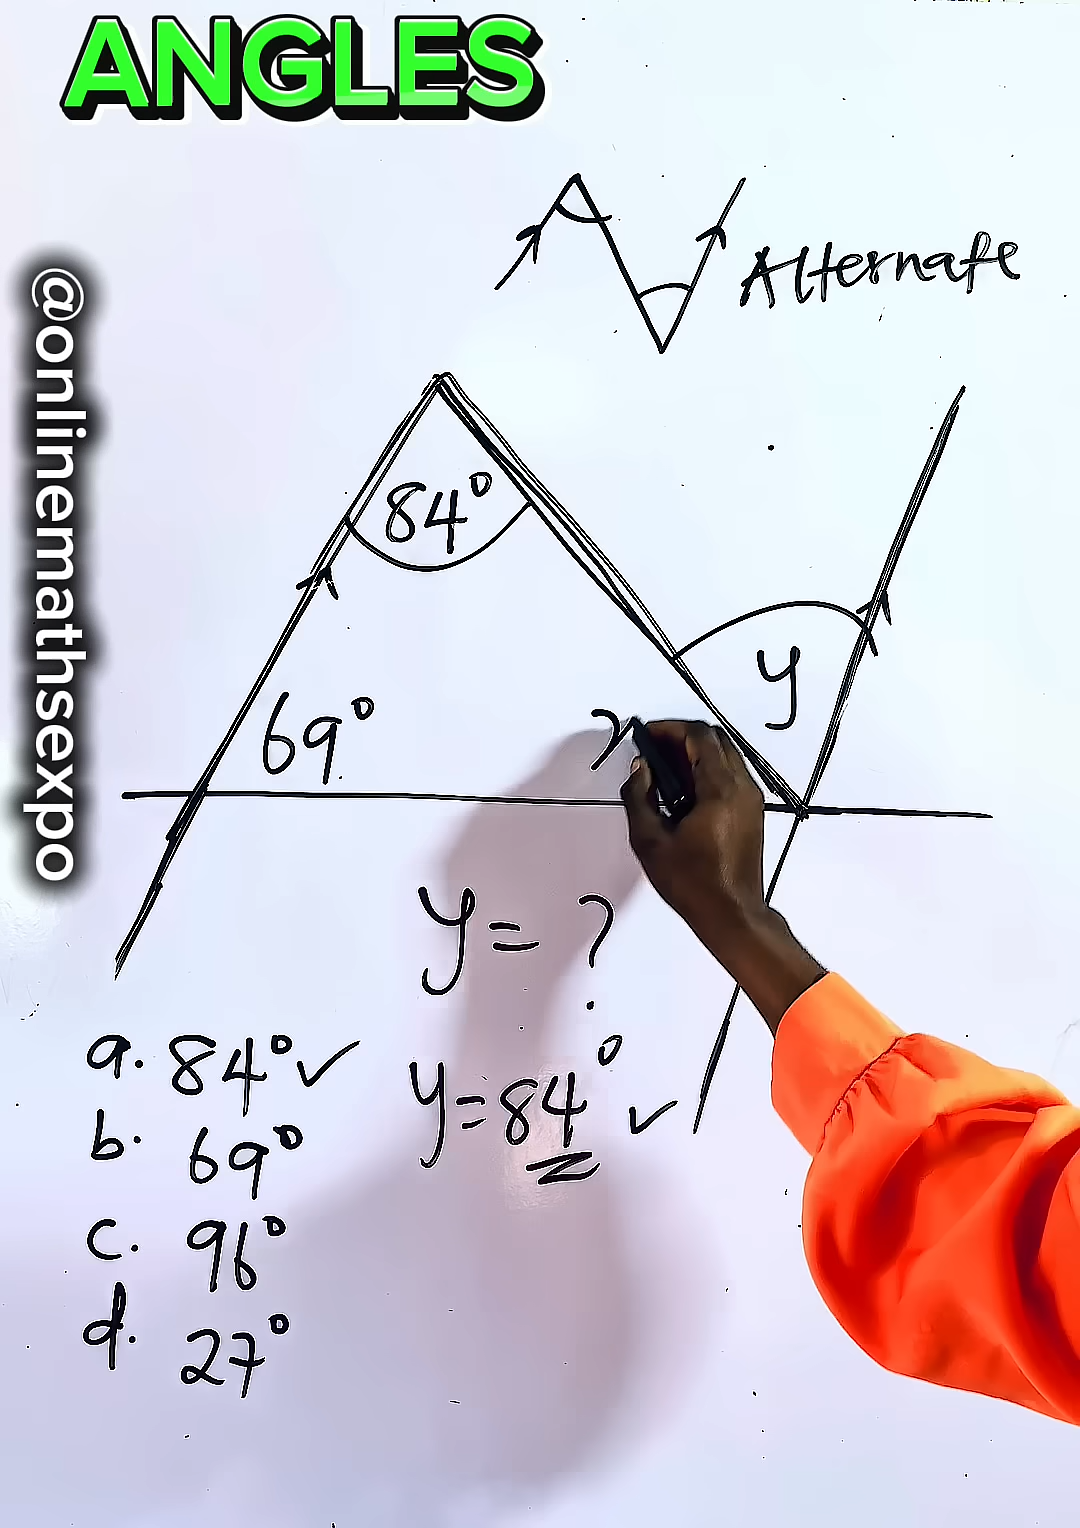 ANGLES
@onlinemathsexpo
Alternate
84°
y
69°
y = ?
a. 84° ✓
b. 69°
c. 96°
d. 27°
y = 84° ✓